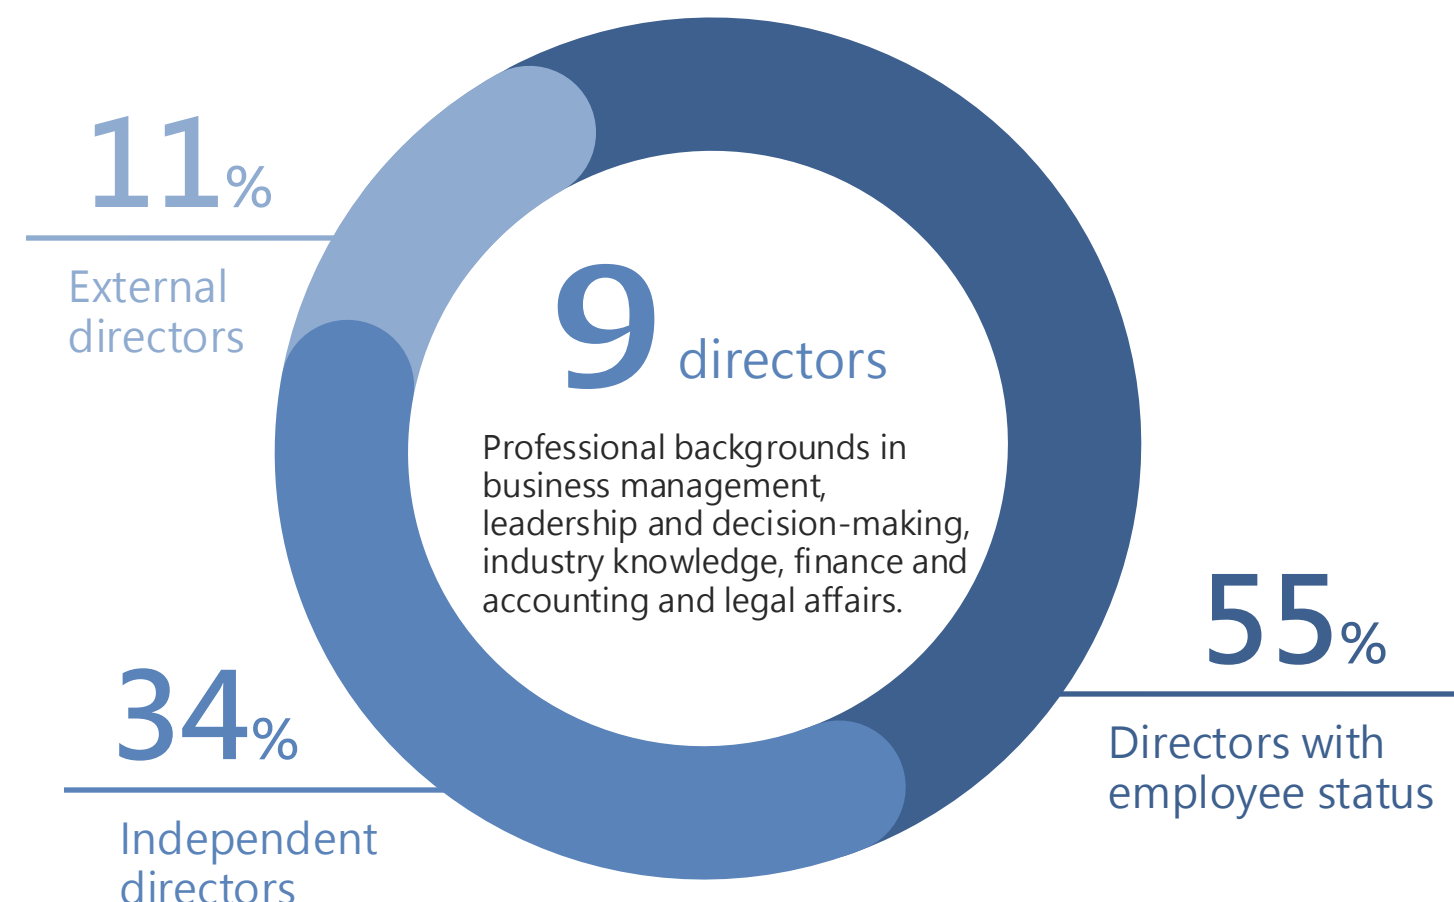 11%
External
directors
9 directors
Professional backgrounds in
business management,
leadership and decision-making,
industry knowledge, finance and
accounting and legal affairs.
55%
Directors with
employee status
34%
Independent
directors